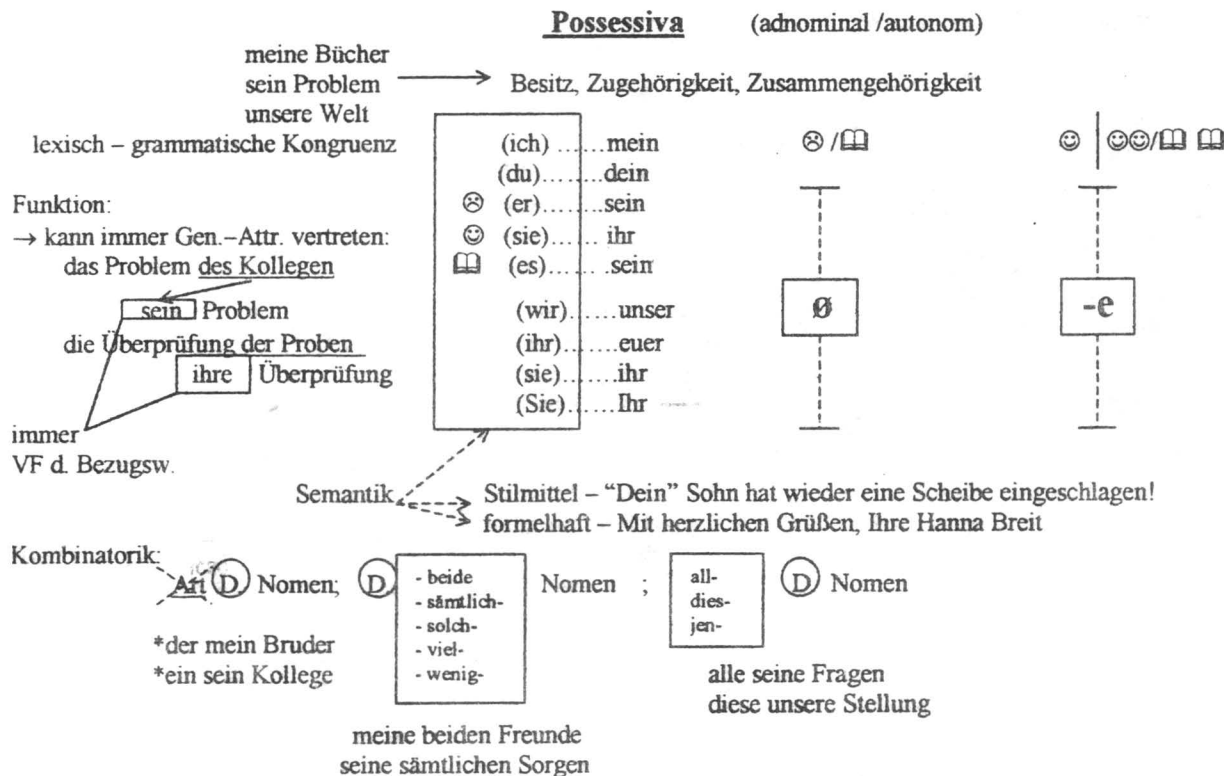 Possessiva (adnominal /autonom)
meine Bücher
sein Problem
unsere Welt
Besitz, Zugehörigkeit, Zusammengehörigkeit
lexisch – grammatische Kongruenz
(ich) ......mein
(du) .......dein
☹ (er).......sein
☺ (sie)...... ihr
🕮 (es) ......sein
(wir) ......unser
(ihr)......euer
(sie)......ihr
(Sie)......Ihr
☹ /🕮
ø
☺ | ☺☺/🕮 🕮
-e
Funktion:
→ kann immer Gen.–Attr. vertreten:
das Problem des Kollegen
sein Problem
die Überprüfung der Proben
ihre Überprüfung
immer
VF d. Bezugsw.
Semantik
Stilmittel – “Dein” Sohn hat wieder eine Scheibe eingeschlagen!
formelhaft – Mit herzlichen Grüßen, Ihre Hanna Breit
Kombinatorik:
Art D. Nomen; D.
- beide
- sämtlich-
- solch-
- viel-
- wenig-
Nomen ;
all-
dies-
jen-
D. Nomen
*der mein Bruder
*ein sein Kollege
meine beiden Freunde
seine sämtlichen Sorgen
alle seine Fragen
diese unsere Stellung